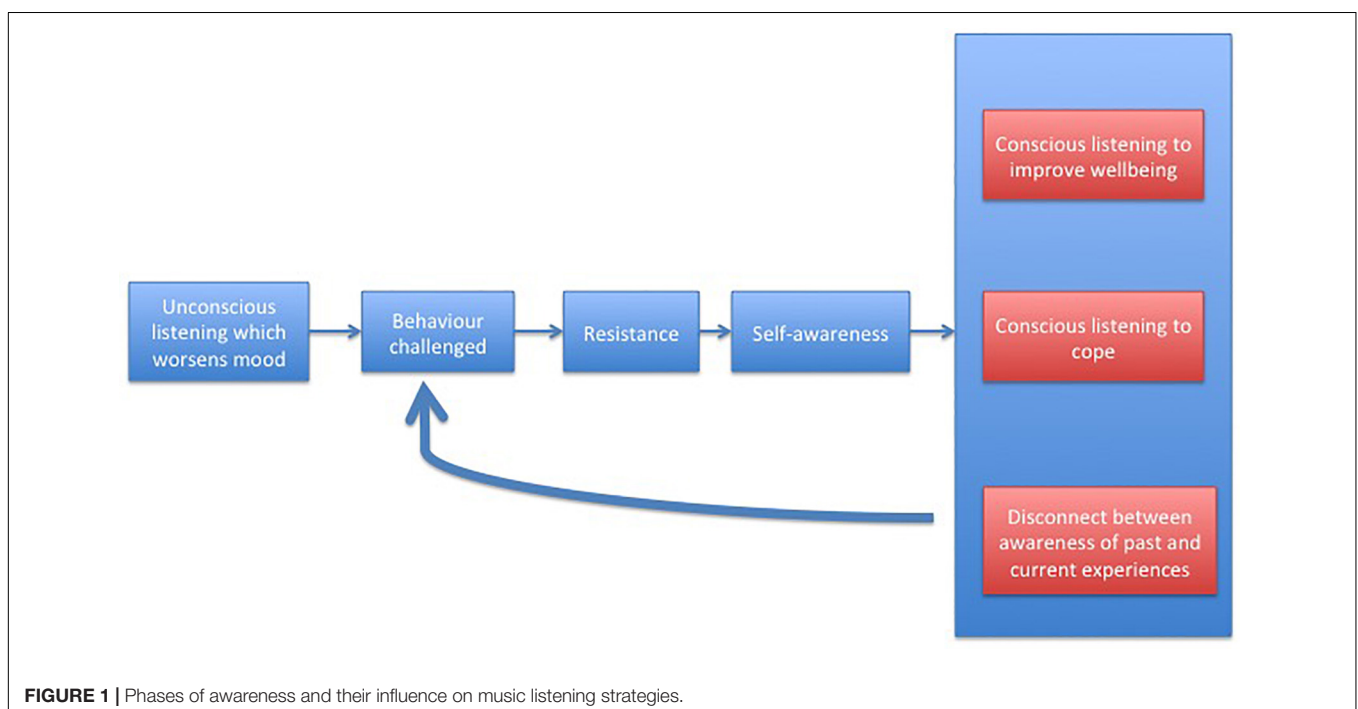 Unconscious
listening which
worsens mood
Behaviour
challenged
Resistance
Self-awareness
Conscious listening to
improve wellbeing
Conscious listening to
cope
Disconnect between
awareness of past and
current experiences
FIGURE 1 | Phases of awareness and their influence on music listening strategies.